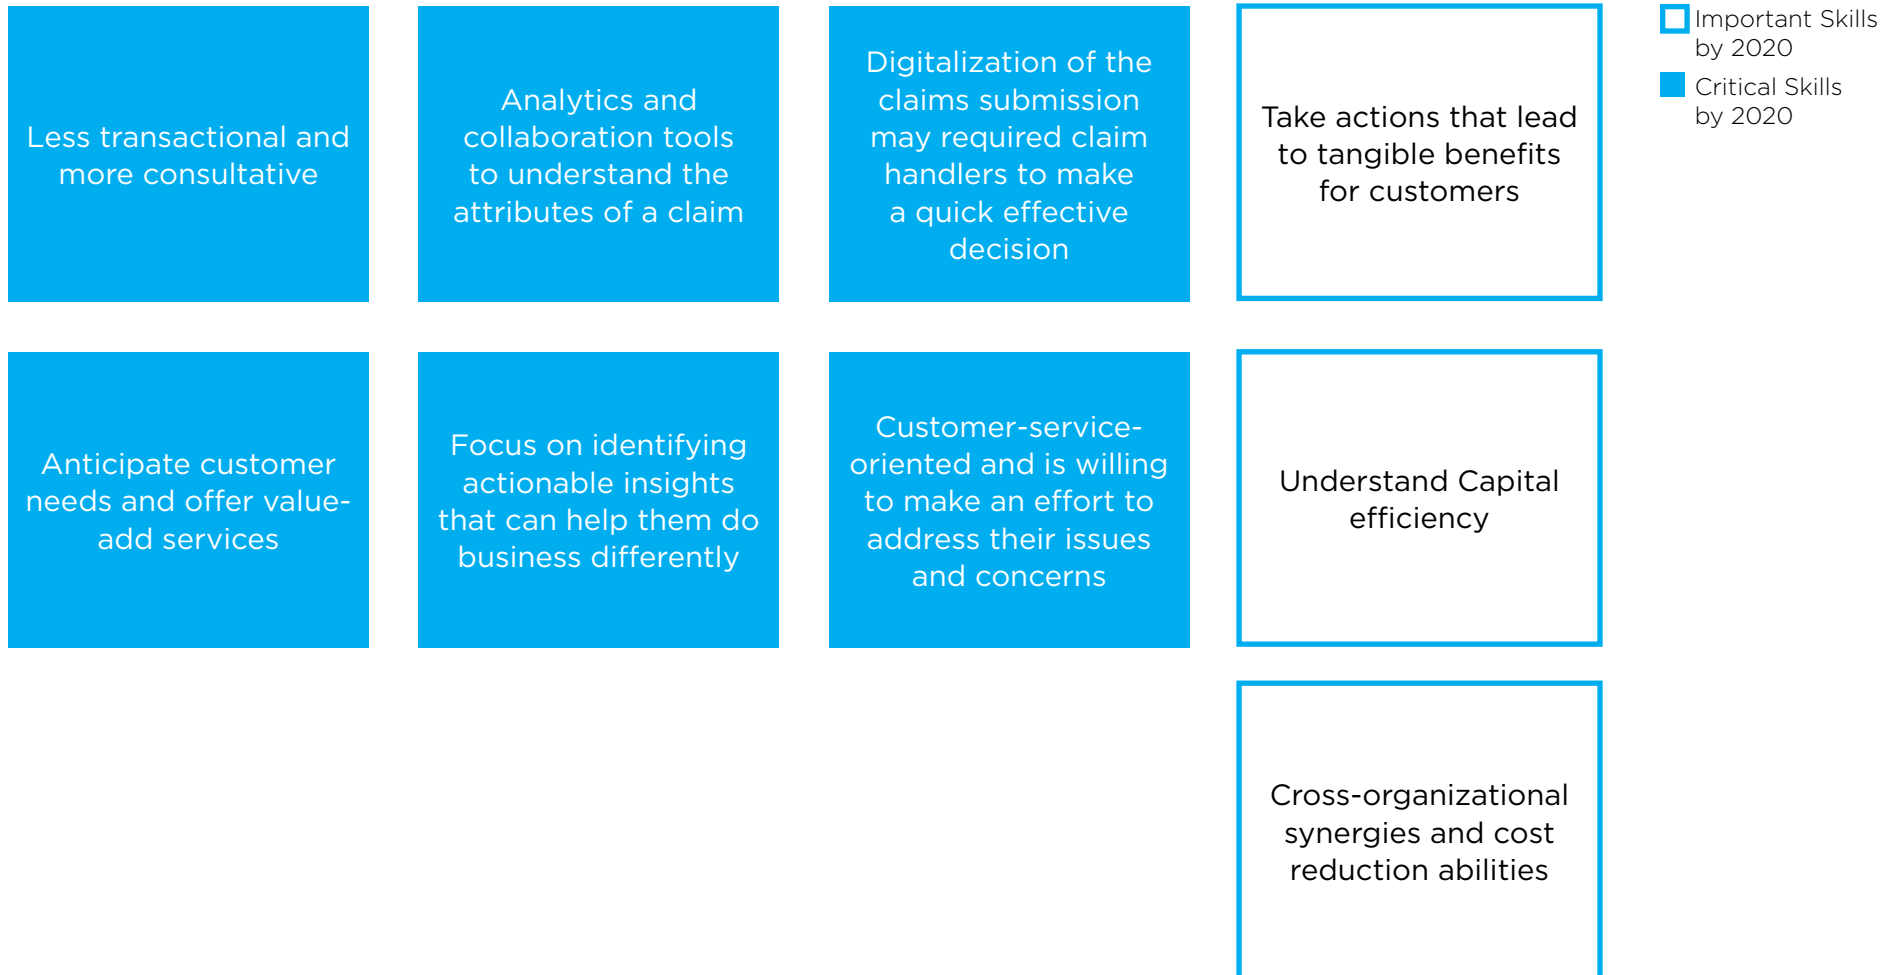 Less transactional and
more consultative
Analytics and
collaboration tools
to understand the
attributes of a claim
Digitalization of the
claims submission
may required claim
handlers to make
a quick effective
decision
Take actions that lead
to tangible benefits
for customers
Important Skills
by 2020
Critical Skills
by 2020
Anticipate customer
needs and offer value-
add services
Focus on identifying
actionable insights
that can help them do
business differently
Customer-service-
oriented and is willing
to make an effort to
address their issues
and concerns
Understand Capital
efficiency
Cross-organizational
synergies and cost
reduction abilities